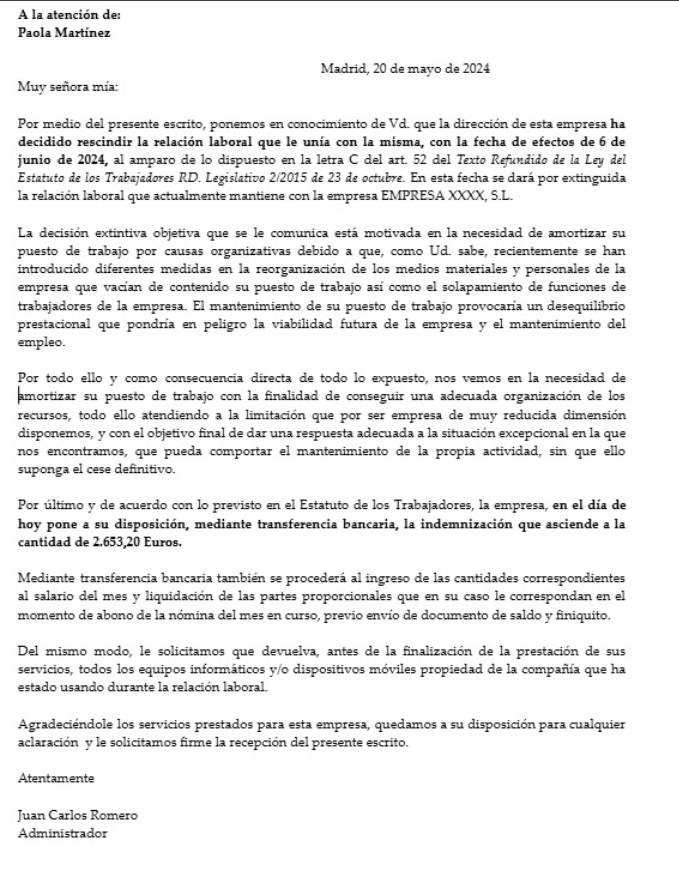 A la atención de:
Paola Martínez
Madrid, 20 de mayo de 2024
Muy señora mía:
Por medio del presente escrito, ponemos en conocimiento de Vd. que la dirección de esta empresa ha
decidido rescindir la relación laboral que le unía con la misma, con la fecha de efectos de 6 de
junio de 2024, al amparo de lo dispuesto en la letra C del art. 52 del Texto Refundido de la Ley del
Estatuto de los Trabajadores RD. Legislativo 2/2015 de 23 de octubre. En esta fecha se dará por extinguida
la relación laboral que actualmente mantiene con la empresa EMPRESA XXXX, S.L.
La decisión extintiva objetiva que se le comunica está motivada en la necesidad de amortizar su
puesto de trabajo por causas organizativas debido a que, como Ud. sabe, recientemente se han
introducido diferentes medidas en la reorganización de los medios materiales y personales de la
empresa que vacían de contenido su puesto de trabajo así como el solapamiento de funciones de
trabajadores de la empresa. El mantenimiento de su puesto de trabajo provocaría un desequilibrio
prestacional que pondría en peligro la viabilidad futura de la empresa y el mantenimiento del
empleo.
Por todo ello y como consecuencia directa de todo lo expuesto, nos vemos en la necesidad de
amortizar su puesto de trabajo con la finalidad de conseguir una adecuada organización de los
recursos, todo ello atendiendo a la limitación que por ser empresa de muy reducida dimensión
disponemos, y con el objetivo final de dar una respuesta adecuada a la situación excepcional en la que
nos encontramos, que pueda comportar el mantenimiento de la propia actividad, sin que ello
suponga el cese definitivo.
Por último y de acuerdo con lo previsto en el Estatuto de los Trabajadores, la empresa, en el día de
hoy pone a su disposición, mediante transferencia bancaria, la indemnización que asciende a la
cantidad de 2.653,20 Euros.
Mediante transferencia bancaria también se procederá al ingreso de las cantidades correspondientes
al salario del mes y liquidación de las partes proporcionales que en su caso le correspondan en el
momento de abono de la nómina del mes en curso, previo envío de documento de saldo y finiquito.
Del mismo modo, le solicitamos que devuelva, antes de la finalización de la prestación de sus
servicios, todos los equipos informáticos y/o dispositivos móviles propiedad de la compañía que ha
estado usando durante la relación laboral.
Agradeciéndole los servicios prestados para esta empresa, quedamos a su disposición para cualquier
aclaración y le solicitamos firme la recepción del presente escrito.
Atentamente
Juan Carlos Romero
Administrador